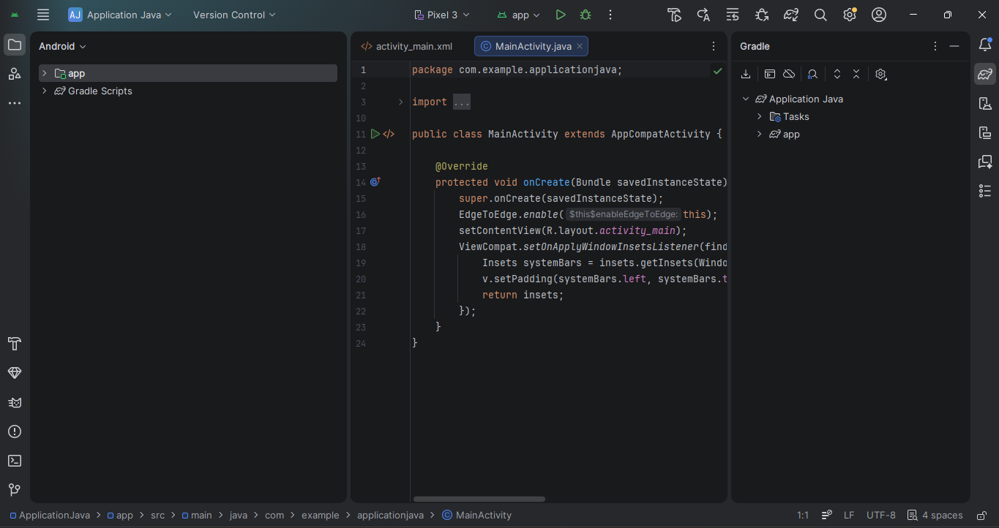 AJ Application Java Version Control Pixel 3 app
Android
app
Gradle Scripts
activity_main.xml MainActivity.java
1 package com.example.applicationjava;
2
3 import ...
10
11 public class MainActivity extends AppCompatActivity {
12
13 @Override
14 protected void onCreate(Bundle savedInstanceState)
15 super.onCreate(savedInstanceState);
16 EdgeToEdge.enable( $this$enableEdgeToEdge: this);
17 setContentView(R.layout.activity_main);
18 ViewCompat.setOnApplyWindowInsetsListener(find
19 Insets systemBars = insets.getInsets(Windo
20 v.setPadding(systemBars.left, systemBars.t
21 return insets;
22 });
23 }
24 }
Gradle
Application Java
Tasks
app
ApplicationJava app src main java com example applicationjava MainActivity 1:1 LF UTF-8 4 spaces